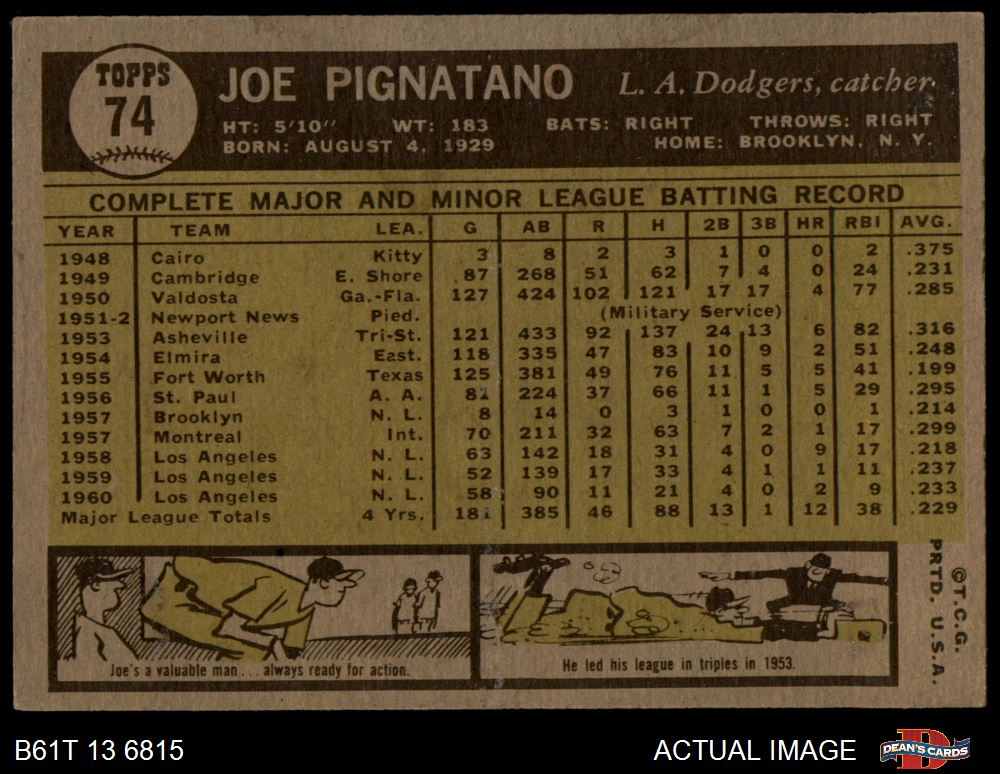 TOPPS
74
JOE PIGNATANO L. A. Dodgers, catcher
HT: 5'10" WT: 183 BATS: RIGHT THROWS: RIGHT
BORN: AUGUST 4, 1929 HOME: BROOKLYN, N. Y.
COMPLETE MAJOR AND MINOR LEAGUE BATTING RECORD
YEAR TEAM LEA. G AB R H 2B 3B HR RBI AVG.
1948 Cairo Kitty 3 8 2 3 1 0 0 2 .375
1949 Cambridge E. Shore 87 268 51 62 7 4 0 24 .231
1950 Valdosta Ga.-Fla. 127 424 102 121 17 17 4 77 .285
1951-2 Newport News Pied. (Military Service)
1953 Asheville Tri-St. 121 433 92 137 24 13 6 82 .316
1954 Elmira East. 118 335 47 83 10 9 2 51 .248
1955 Fort Worth Texas 125 381 49 76 11 5 5 41 .199
1956 St. Paul A. A. 81 224 37 66 11 1 5 29 .295
1957 Brooklyn N. L. 8 14 0 3 1 0 0 1 .214
1957 Montreal Int. 70 211 32 63 7 2 1 17 .299
1958 Los Angeles N. L. 63 142 18 31 4 0 9 17 .218
1959 Los Angeles N. L. 52 139 17 33 4 1 1 11 .237
1960 Los Angeles N. L. 58 90 11 21 4 0 2 9 .233
Major League Totals 4 Yrs. 181 385 46 88 13 1 12 38 .229
Joe's a valuable man... always ready for action.
He led his league in triples in 1953.
©T.C.G.
PRTD. U.S.A.
B61T 13 6815 ACTUAL IMAGE
DEAN'S CARDS